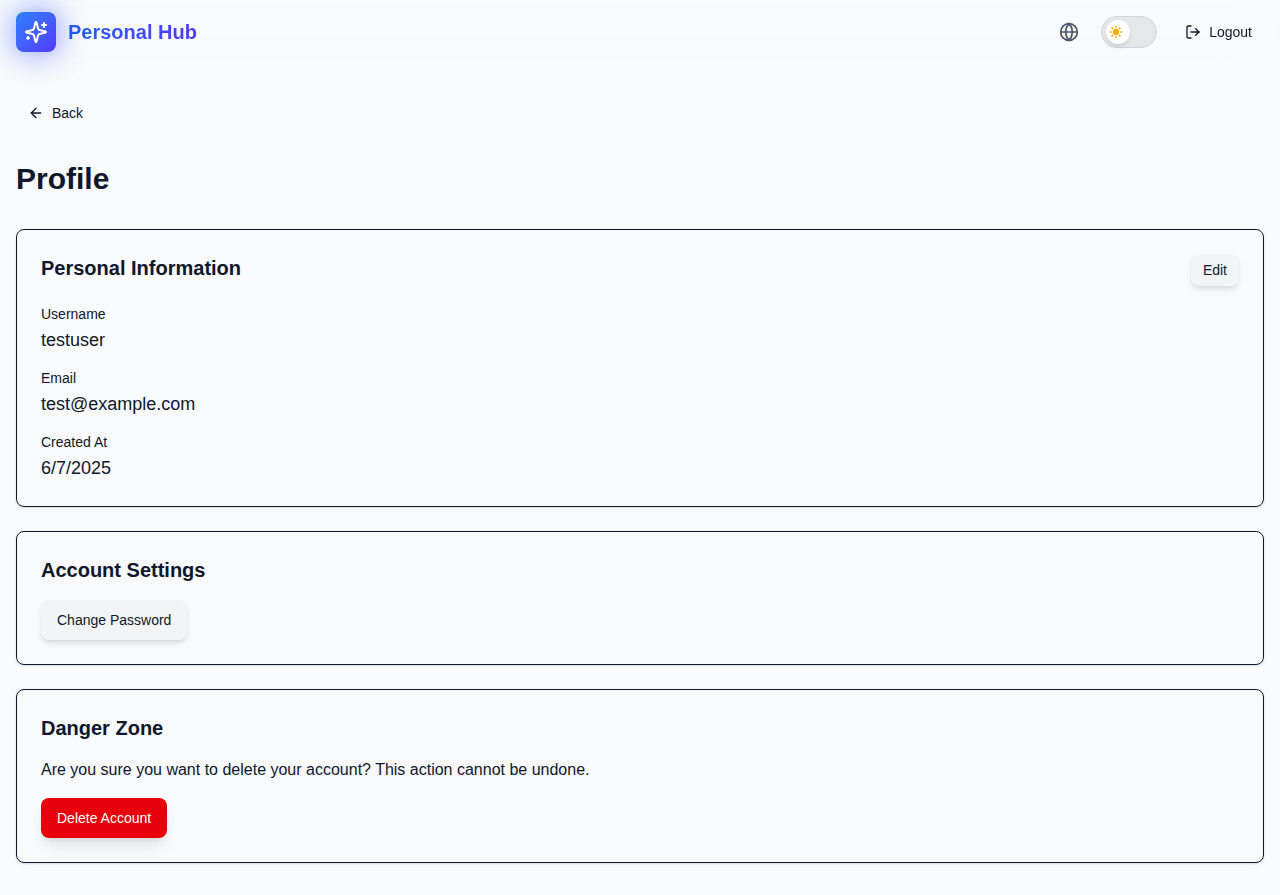 Personal Hub
Logout
Back
Profile
Personal Information
Edit
Username
testuser
Email
test@example.com
Created At
6/7/2025
Account Settings
Change Password
Danger Zone
Are you sure you want to delete your account? This action cannot be undone.
Delete Account